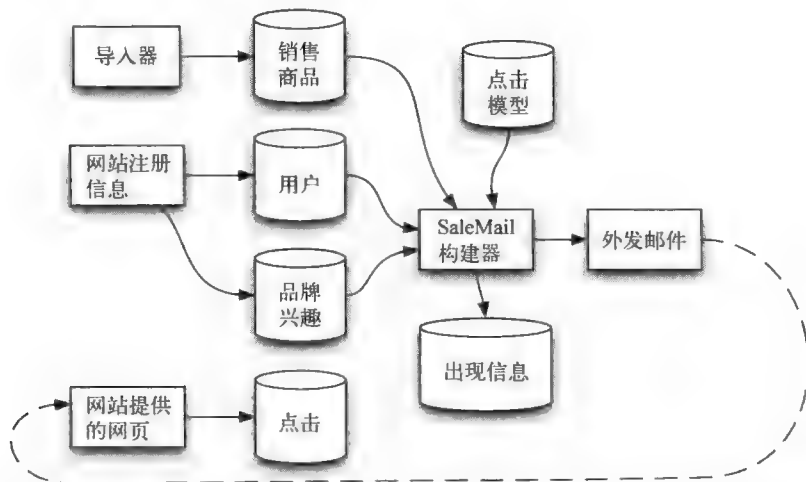 导入器
销售
商品
点击
模型
网站注册
信息
用户
SaleMail
构建器
外发邮件
品牌
兴趣
出现信息
网站提供
的网页
点击